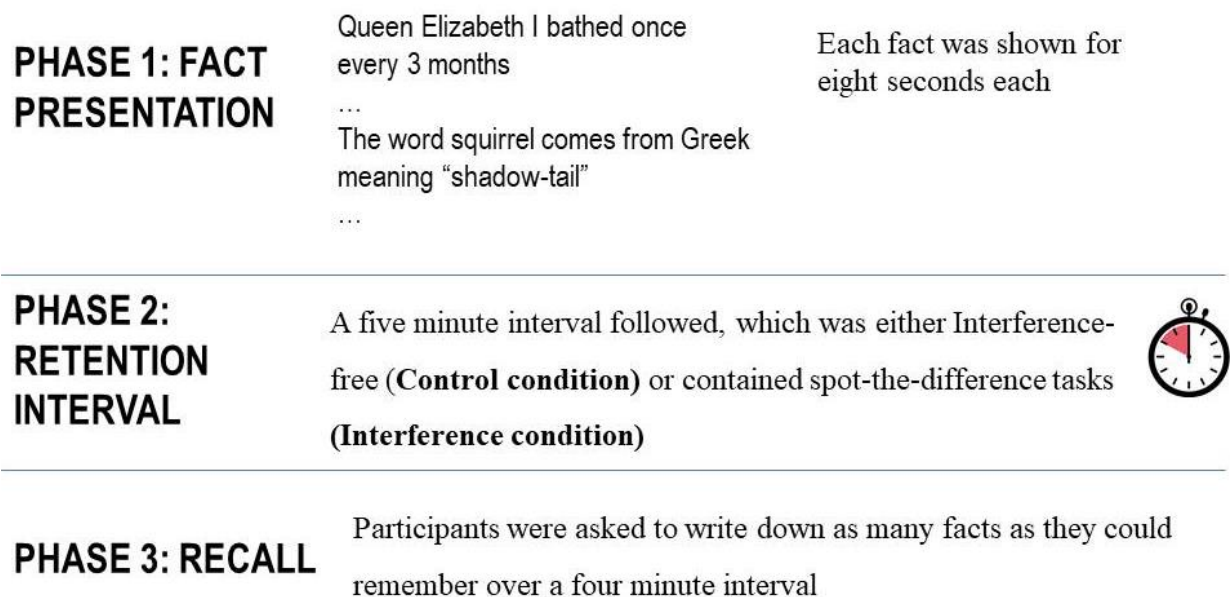 PHASE 1: FACT
PRESENTATION
Queen Elizabeth I bathed once
every 3 months
…
The word squirrel comes from Greek
meaning “shadow-tail”
…
Each fact was shown for
eight seconds each
PHASE 2:
RETENTION
INTERVAL
A five minute interval followed, which was either Interference-
free (Control condition) or contained spot-the-difference tasks
(Interference condition)
PHASE 3: RECALL
Participants were asked to write down as many facts as they could
remember over a four minute interval